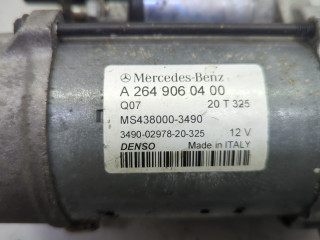 Mercedes-Benz
A 264 906 04 00
Q07 20 T 325
MS438000-3490
3490-02978-20-325 12 V
DENSO Made in ITALY